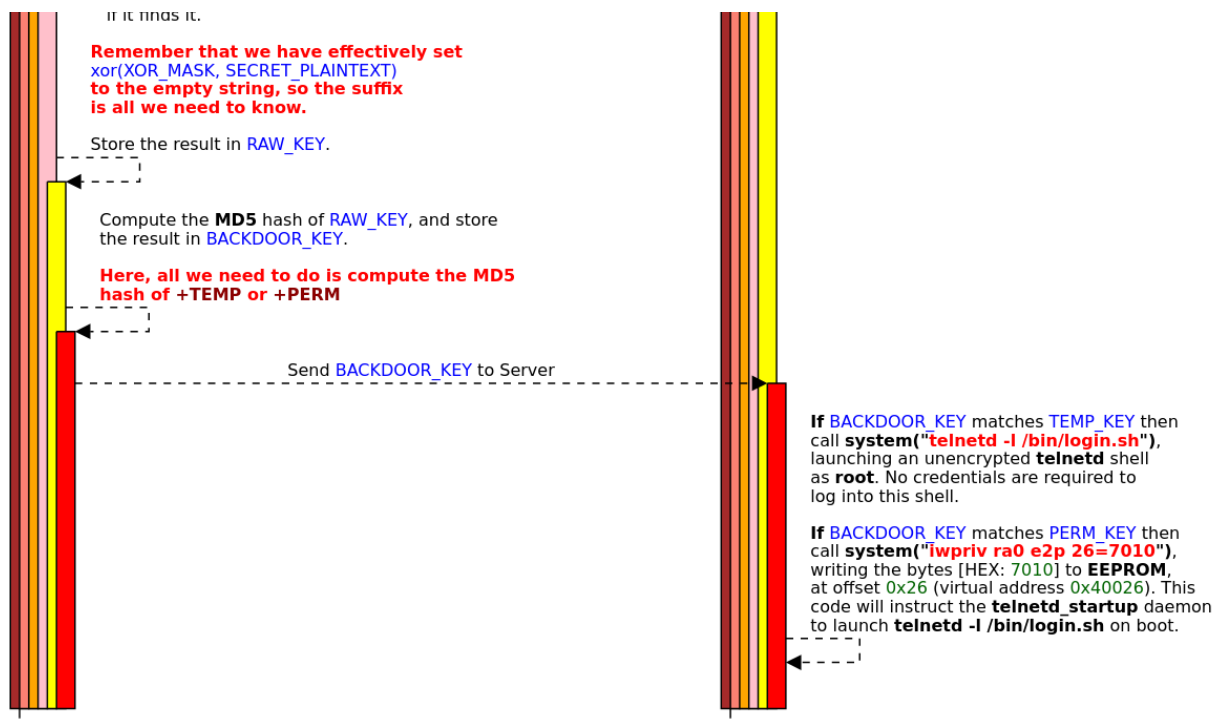 if it finds it.
Remember that we have effectively set
xor(XOR_MASK, SECRET_PLAINTEXT)
to the empty string, so the suffix
is all we need to know.
Store the result in RAW_KEY.
Compute the MD5 hash of RAW_KEY, and store
the result in BACKDOOR_KEY.
Here, all we need to do is compute the MD5
hash of +TEMP or +PERM
Send BACKDOOR_KEY to Server
If BACKDOOR_KEY matches TEMP_KEY then
call system("telnetd -l /bin/login.sh"),
launching an unencrypted telnetd shell
as root. No credentials are required to
log into this shell.
If BACKDOOR_KEY matches PERM_KEY then
call system("iwpriv ra0 e2p 26=7010"),
writing the bytes [HEX: 7010] to EEPROM,
at offset 0x26 (virtual address 0x40026). This
code will instruct the telnetd_startup daemon
to launch telnetd -l /bin/login.sh on boot.